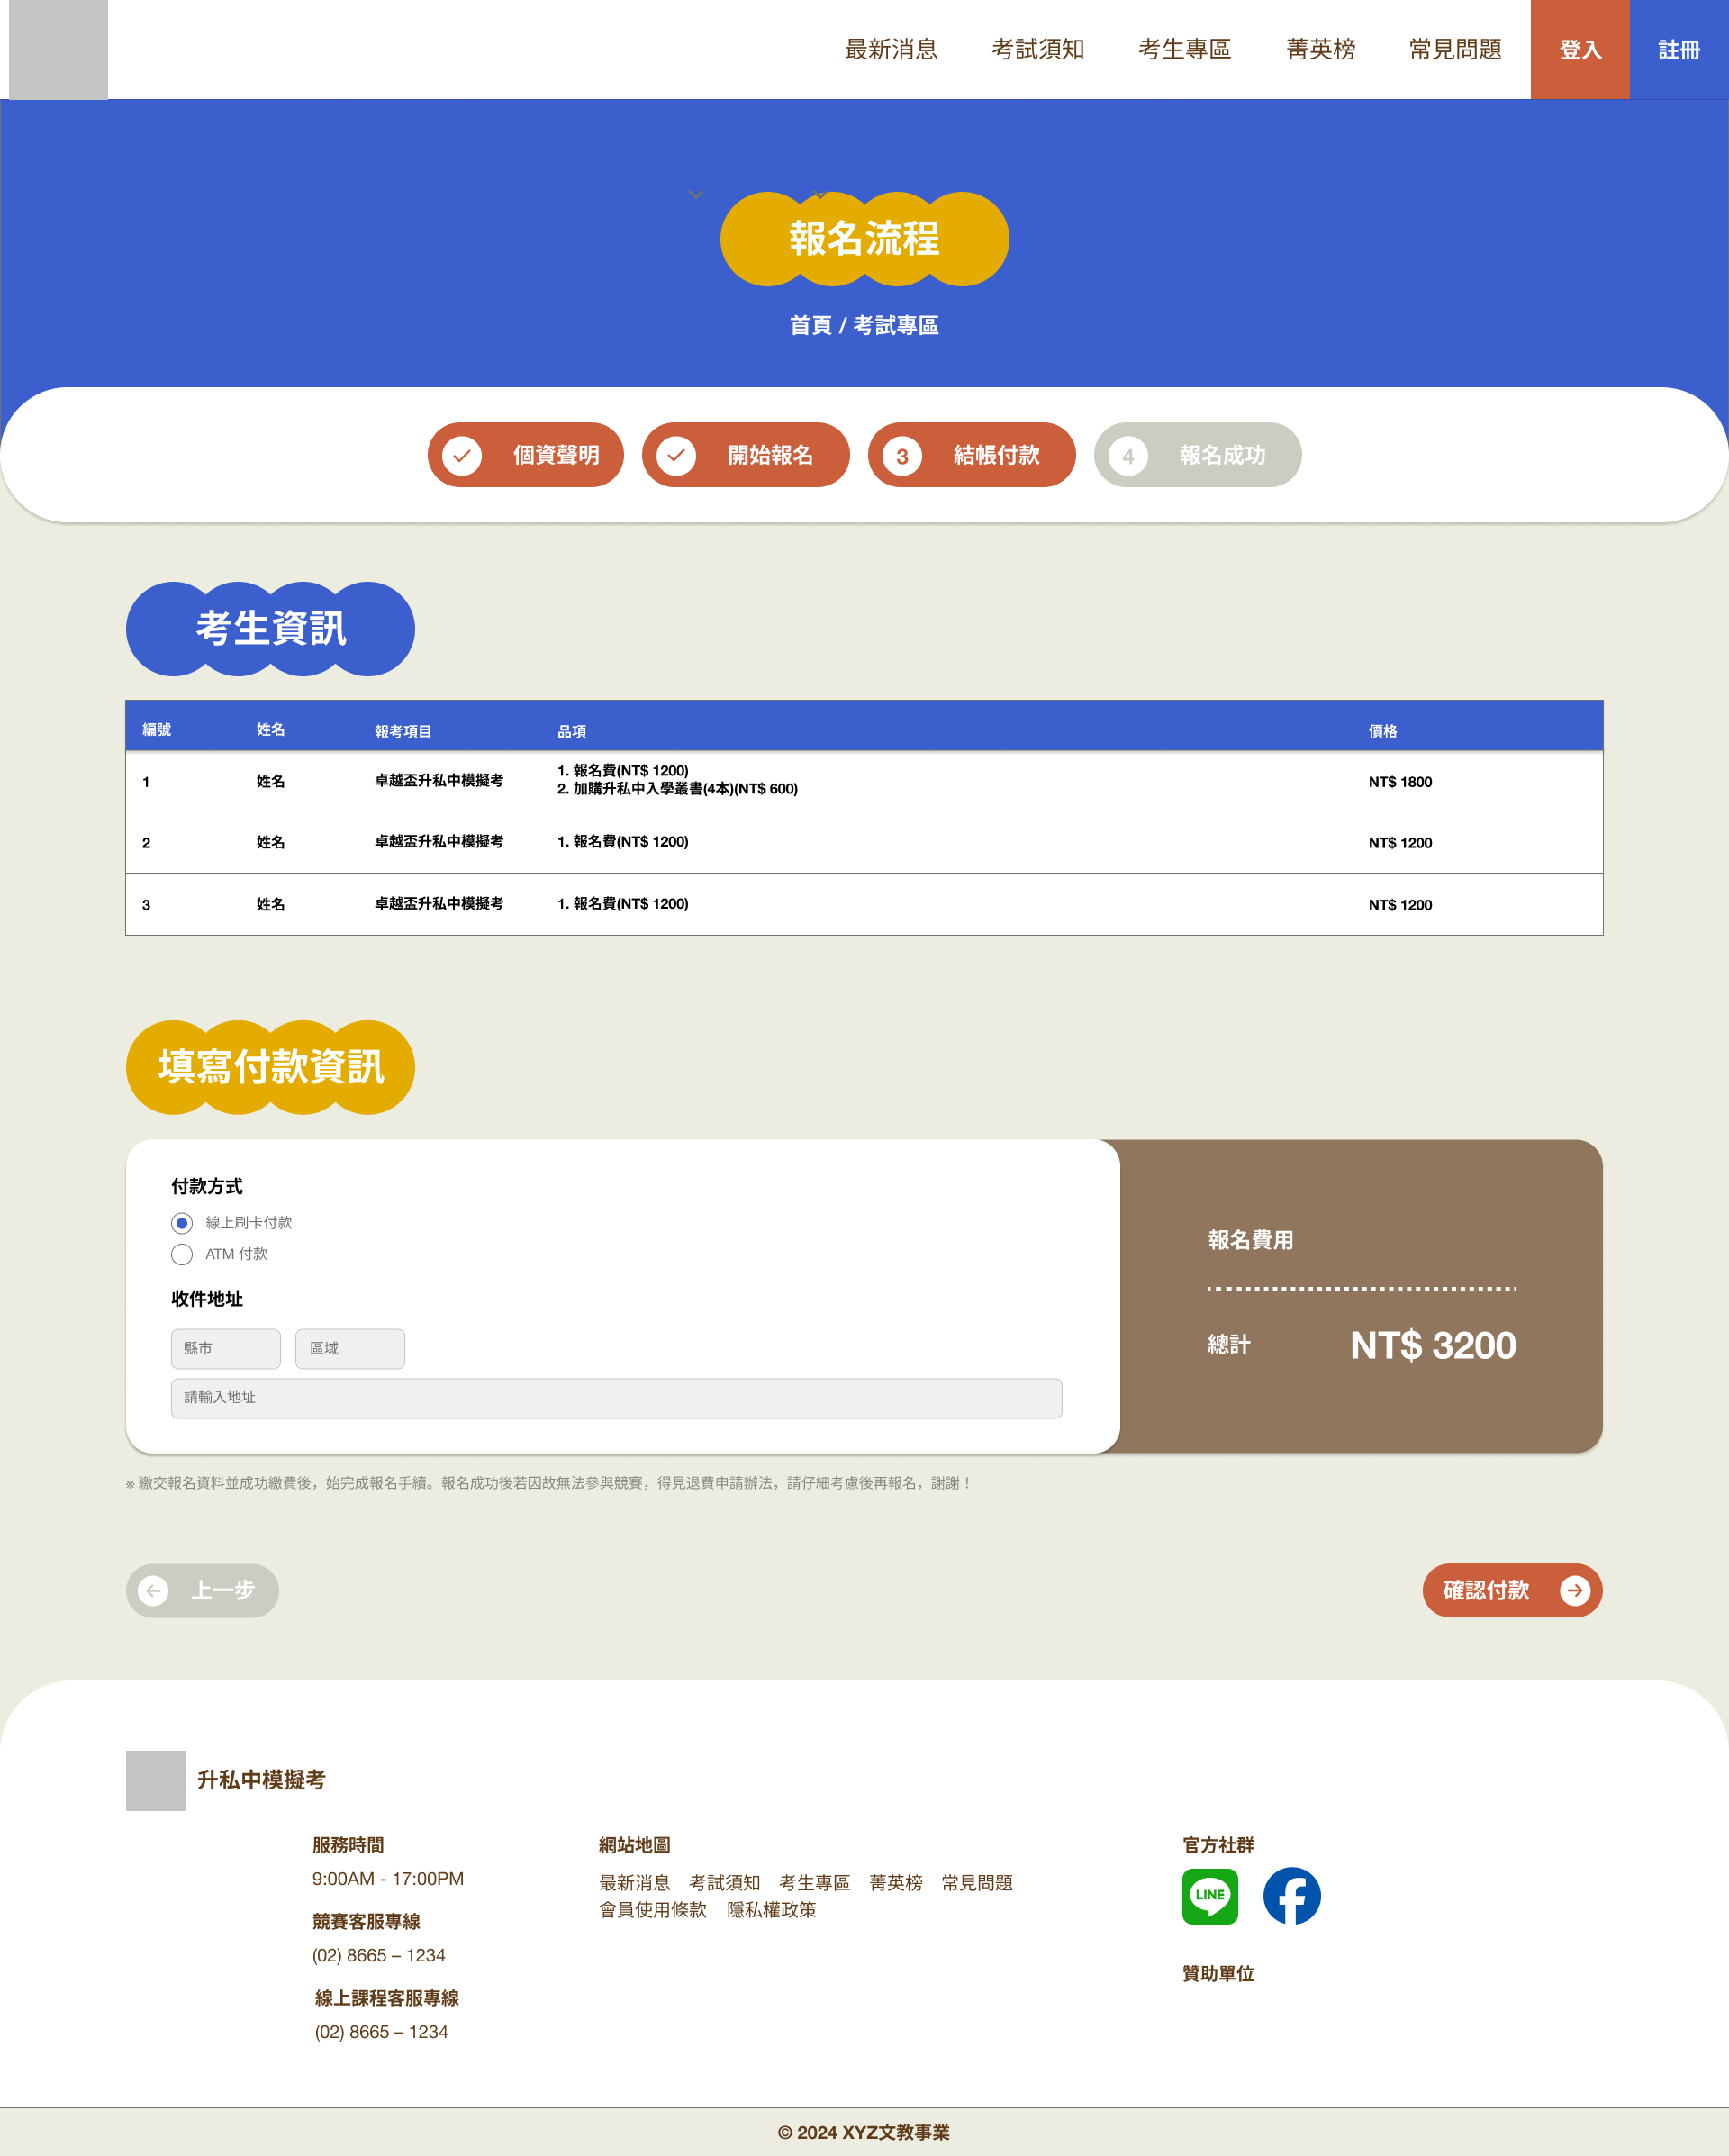 最新消息 考試須知 考生專區 菁英榜 常見問題 登入 註冊
報名流程
首頁 / 考試專區
個資聲明 開始報名 3 結帳付款 4 報名成功
考生資訊
編號 姓名 報考項目 品項 價格
1 姓名 卓越盃升私中模擬考 1. 報名費(NT$ 1200) NT$ 1800
2. 加購升私中入學叢書(4本)(NT$ 600)
2 姓名 卓越盃升私中模擬考 1. 報名費(NT$ 1200) NT$ 1200
3 姓名 卓越盃升私中模擬考 1. 報名費(NT$ 1200) NT$ 1200
填寫付款資訊
付款方式
線上刷卡付款
ATM 付款
收件地址
縣市 區域
請輸入地址
報名費用
總計 NT$ 3200
※ 繳交報名資料並成功繳費後，始完成報名手續。報名成功後若因故無法參與競賽，得見退費申請辦法，請仔細考慮後再報名，謝謝！
上一步 確認付款
升私中模擬考
服務時間
9:00AM - 17:00PM
競賽客服專線
(02) 8665 – 1234
線上課程客服專線
(02) 8665 – 1234
網站地圖
最新消息 考試須知 考生專區 菁英榜 常見問題
會員使用條款 隱私權政策
官方社群
LINE
贊助單位
© 2024 XYZ文教事業